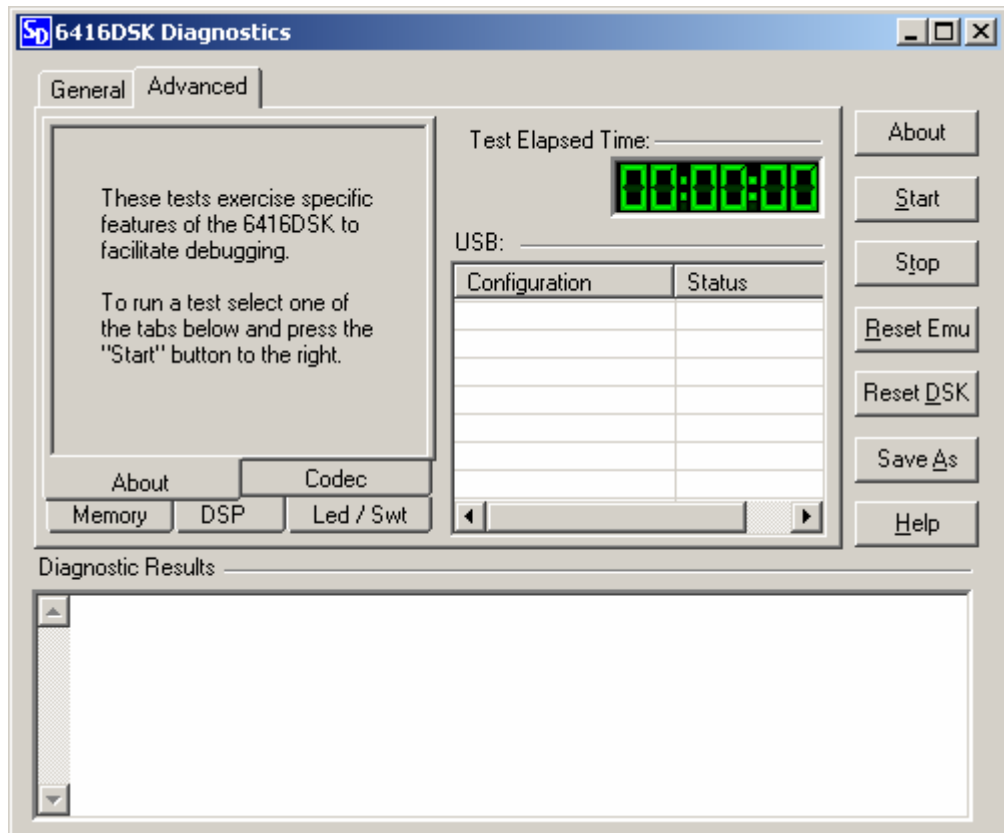 SD 6416DSK Diagnostics
General Advanced
These tests exercise specific
features of the 6416DSK to
facilitate debugging.
To run a test select one of
the tabs below and press the
"Start" button to the right.
About Codec
Memory DSP Led / Swt
Test Elapsed Time:
00:00:00
USB:
Configuration Status
About
Start
Stop
Reset Emu
Reset DSK
Save As
Help
Diagnostic Results